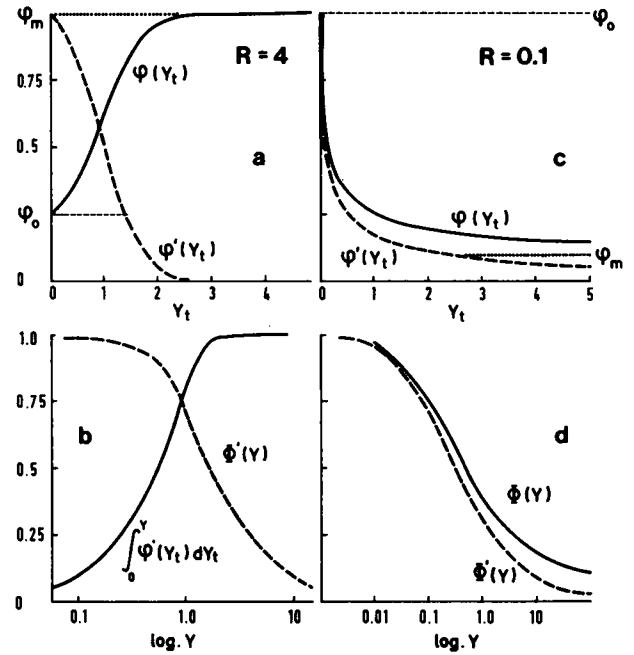 φm
0.75
0.5
φo
0
R = 4
φ(Yt)
a
φ'(Yt)
0 1 2 3 4
Yt
φo
R = 0.1
c
φ(Yt)
φ'(Yt)
φm
0 1 2 3 4 5
Yt
1.0
0.75
0.5
0.25
0
b
Φ'(Y)
∫₀ʸ φ'(Yt) dYt
0.1 1.0 10
log. Y
d
Φ(Y)
Φ'(Y)
0.01 0.1 1.0 10
log. Y